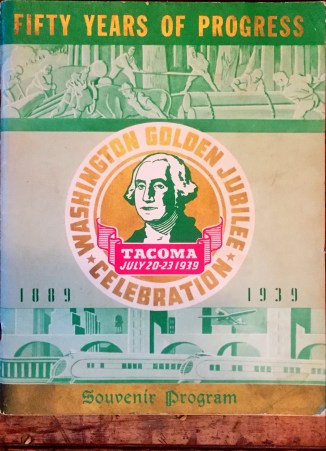 FIFTY YEARS OF PROGRESS
WASHINGTON GOLDEN JUBILEE
TACOMA
JULY 20-23 1939
★ CELEBRATION ★
1889 1939
Souvenir Program